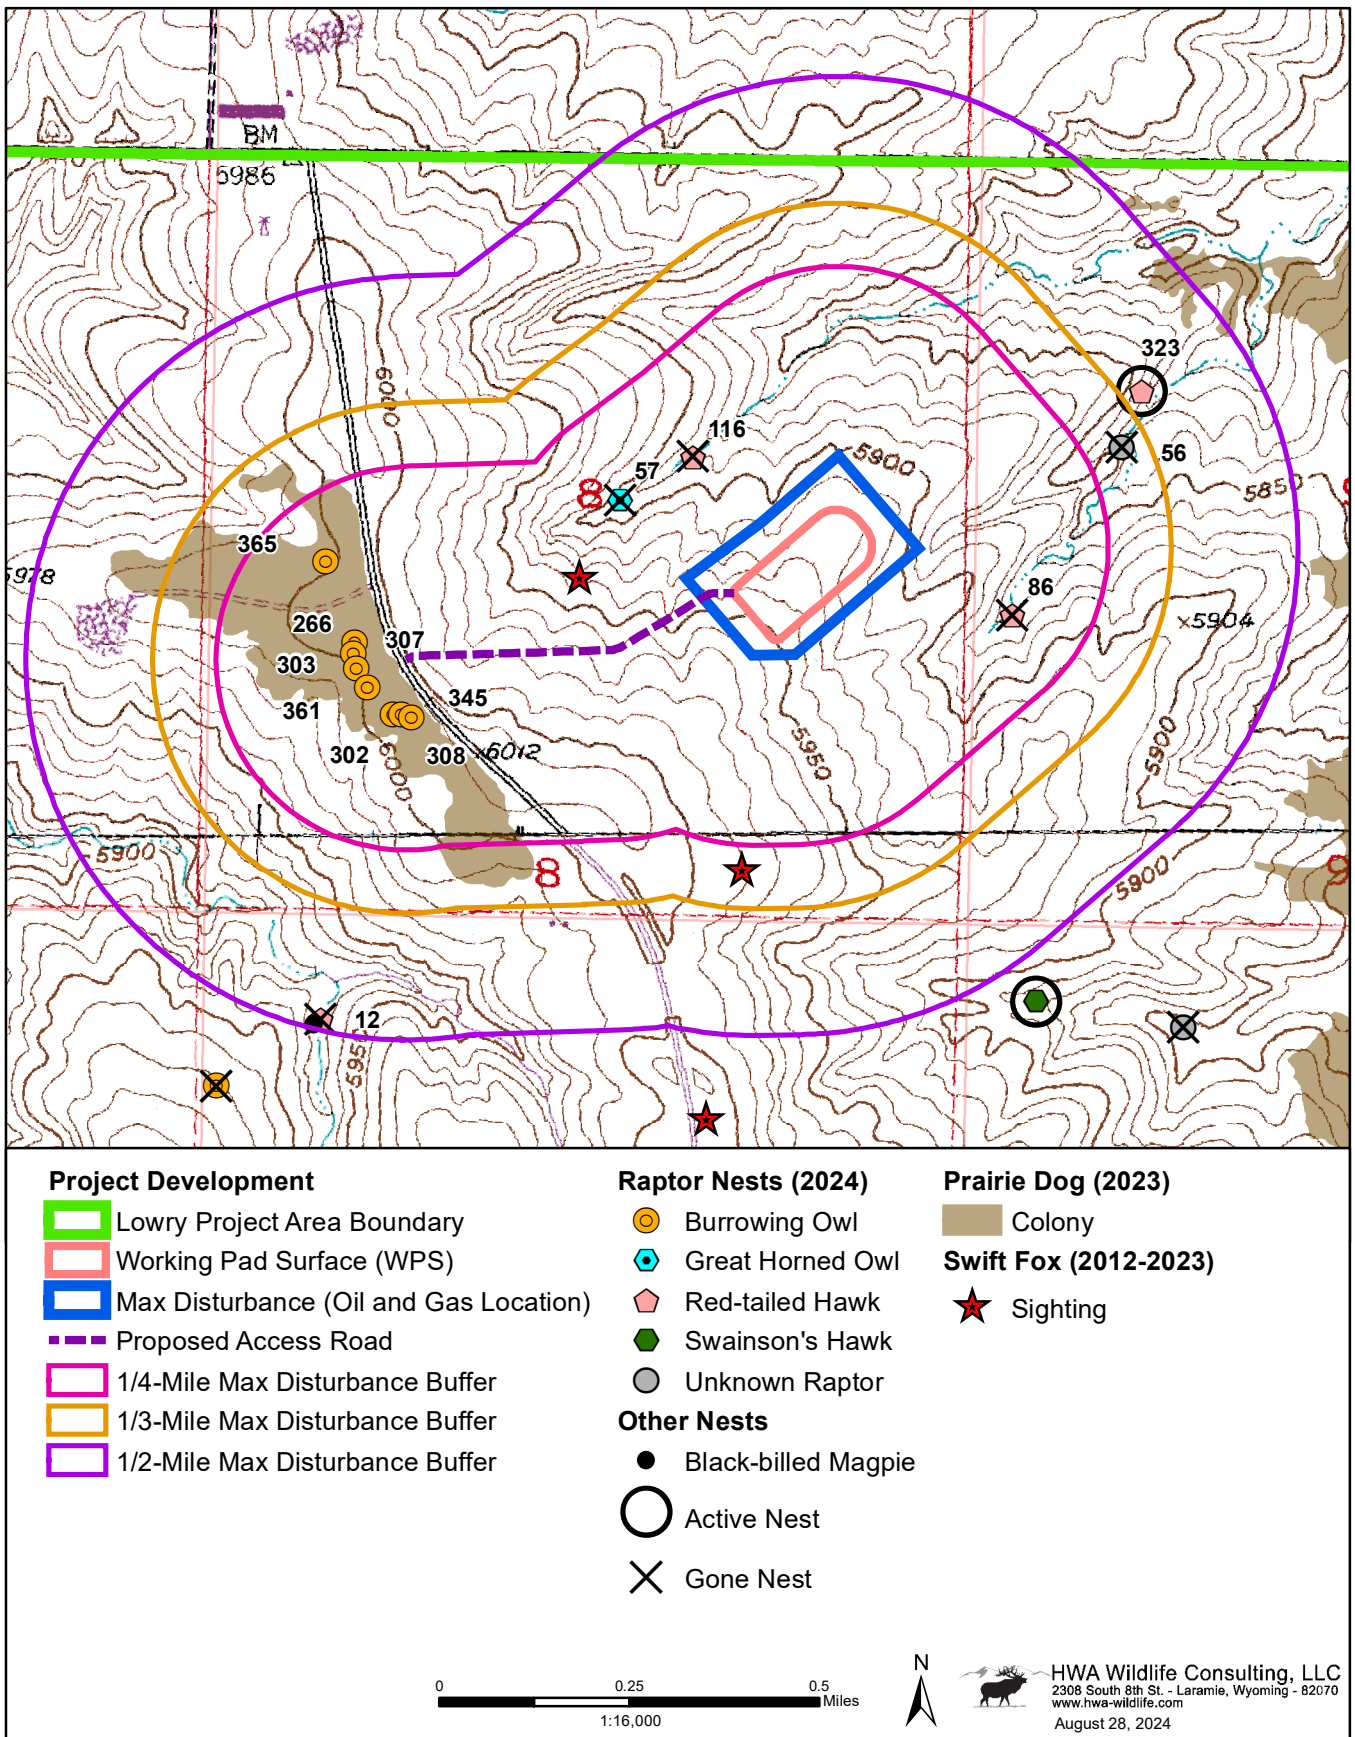 BM
5986
6000
323
116
5900
56
57
8
5850
365
5978
86
5904
266
307
303
345
361
5950
5900
302
308
6012
6000
5900
8
5900
9
12
595
Project Development
Lowry Project Area Boundary
Working Pad Surface (WPS)
Max Disturbance (Oil and Gas Location)
Proposed Access Road
1/4-Mile Max Disturbance Buffer
1/3-Mile Max Disturbance Buffer
1/2-Mile Max Disturbance Buffer
Raptor Nests (2024)
Burrowing Owl
Great Horned Owl
Red-tailed Hawk
Swainson's Hawk
Unknown Raptor
Other Nests
Black-billed Magpie
Active Nest
Gone Nest
Prairie Dog (2023)
Colony
Swift Fox (2012-2023)
Sighting
0 0.25 0.5
Miles
1:16,000
N
HWA Wildlife Consulting, LLC
2308 South 8th St. - Laramie, Wyoming - 82070
www.hwa-wildlife.com
August 28, 2024